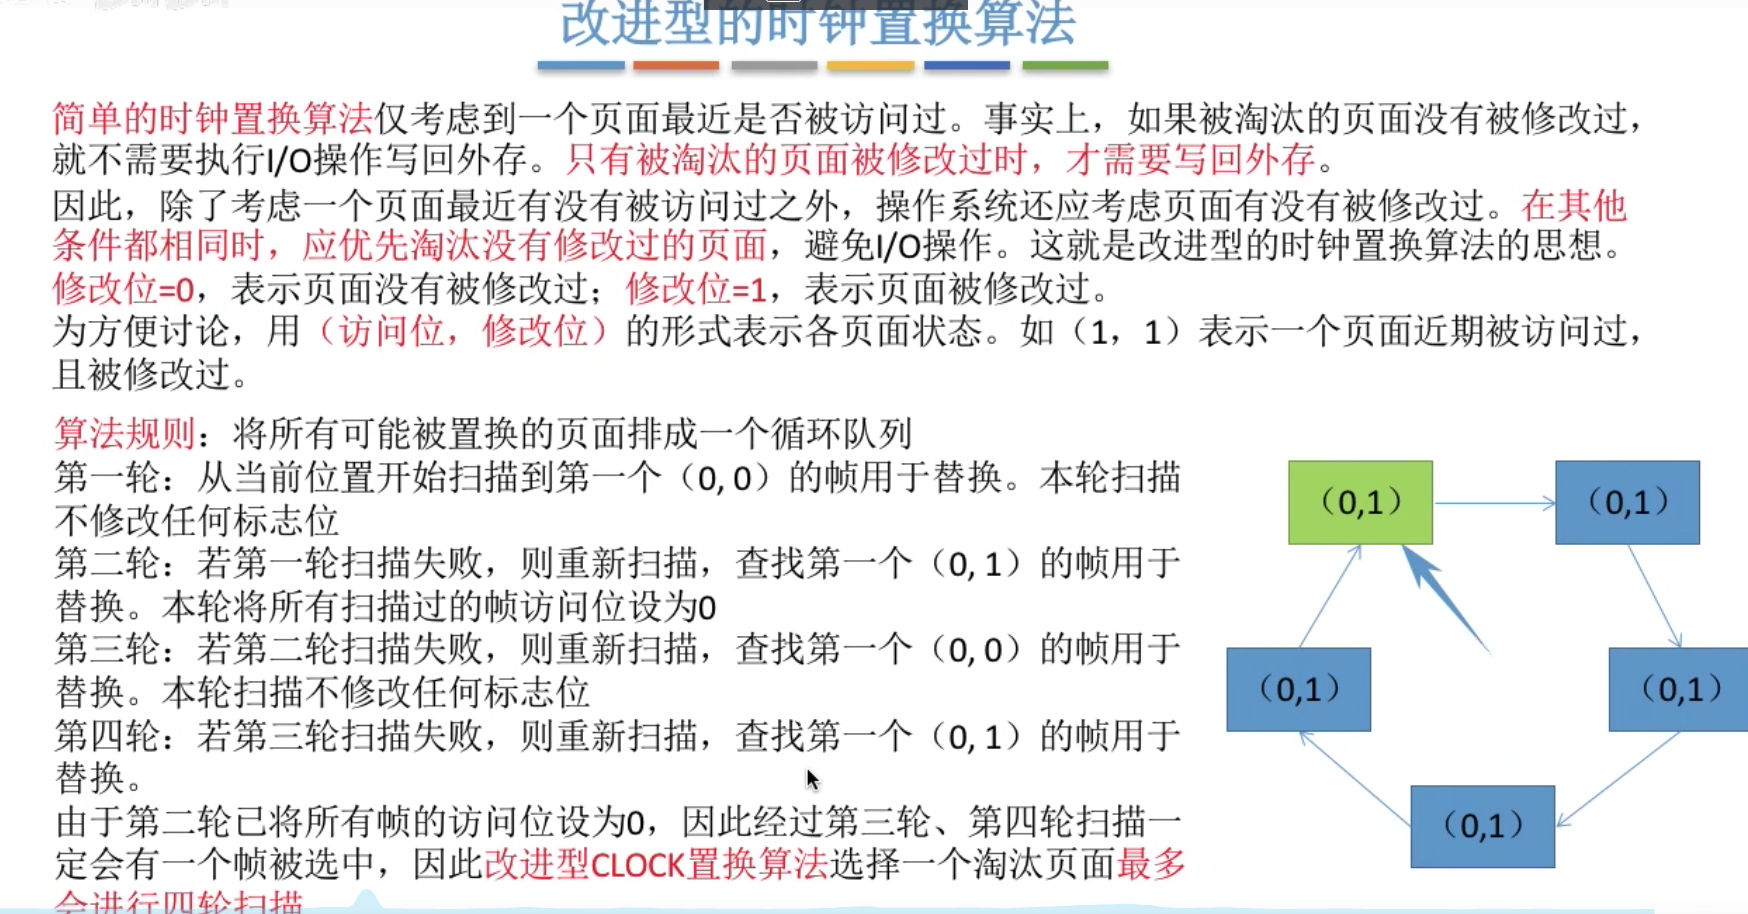 改进型的时钟置换算法
简单的时钟置换算法仅考虑到一个页面最近是否被访问过。事实上，如果被淘汰的页面没有被修改过，
就不需要执行I/O操作写回外存。只有被淘汰的页面被修改过时，才需要写回外存。
因此，除了考虑一个页面最近有没有被访问过之外，操作系统还应考虑页面有没有被修改过。在其他
条件都相同时，应优先淘汰没有修改过的页面，避免I/O操作。这就是改进型的时钟置换算法的思想。
修改位=0，表示页面没有被修改过；修改位=1，表示页面被修改过。
为方便讨论，用（访问位，修改位）的形式表示各页面状态。如（1，1）表示一个页面近期被访问过，
且被修改过。
算法规则：将所有可能被置换的页面排成一个循环队列
第一轮：从当前位置开始扫描到第一个（0, 0）的帧用于替换。本轮扫描
不修改任何标志位
第二轮：若第一轮扫描失败，则重新扫描，查找第一个（0, 1）的帧用于
替换。本轮将所有扫描过的帧访问位设为0
第三轮：若第二轮扫描失败，则重新扫描，查找第一个（0, 0）的帧用于
替换。本轮扫描不修改任何标志位
第四轮：若第三轮扫描失败，则重新扫描，查找第一个（0, 1）的帧用于
替换。
由于第二轮已将所有帧的访问位设为0，因此经过第三轮、第四轮扫描一
定会有一个帧被选中，因此改进型CLOCK置换算法选择一个淘汰页面最多
会进行四轮扫描
（0,1）
（0,1）
（0,1）
（0,1）
（0,1）